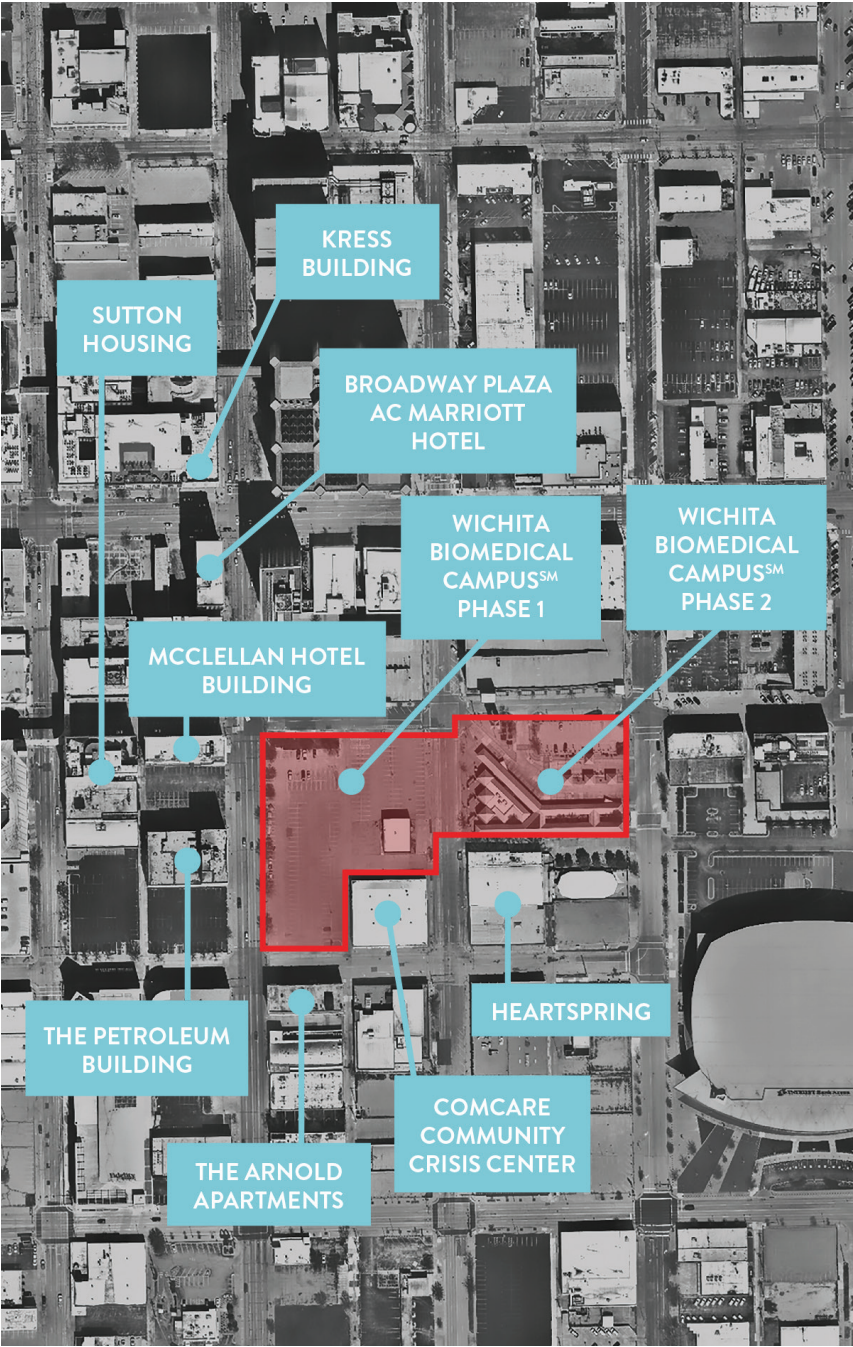 KRESS
BUILDING
SUTTON
HOUSING
BROADWAY PLAZA
AC MARRIOTT
HOTEL
WICHITA
BIOMEDICAL
CAMPUS℠
PHASE 1
WICHITA
BIOMEDICAL
CAMPUS℠
PHASE 2
MCCLELLAN HOTEL
BUILDING
HEARTSPRING
THE PETROLEUM
BUILDING
COMCARE
COMMUNITY
CRISIS CENTER
THE ARNOLD
APARTMENTS